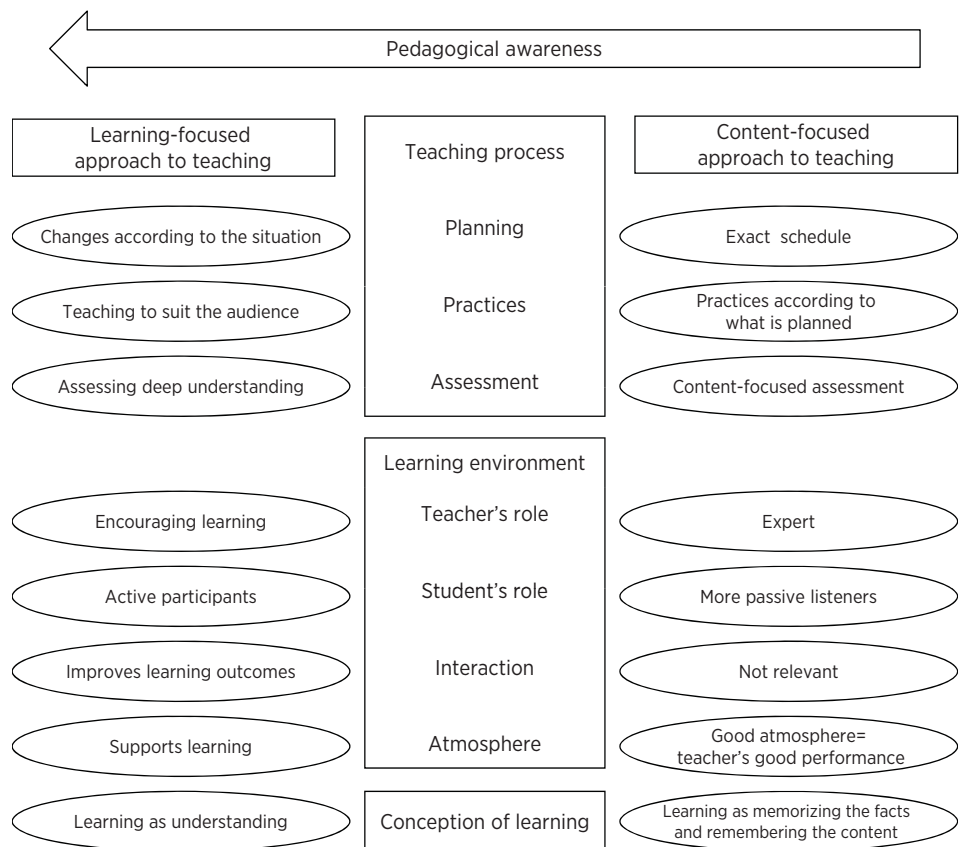 Pedagogical awareness
Learning-focused
approach to teaching
Teaching process
Content-focused
approach to teaching
Changes according to the situation
Planning
Exact schedule
Teaching to suit the audience
Practices
Practices according to
what is planned
Assessing deep understanding
Assessment
Content-focused assessment
Learning environment
Encouraging learning
Teacher's role
Expert
Active participants
Student's role
More passive listeners
Improves learning outcomes
Interaction
Not relevant
Supports learning
Atmosphere
Good atmosphere=
teacher's good performance
Learning as understanding
Conception of learning
Learning as memorizing the facts
and remembering the content